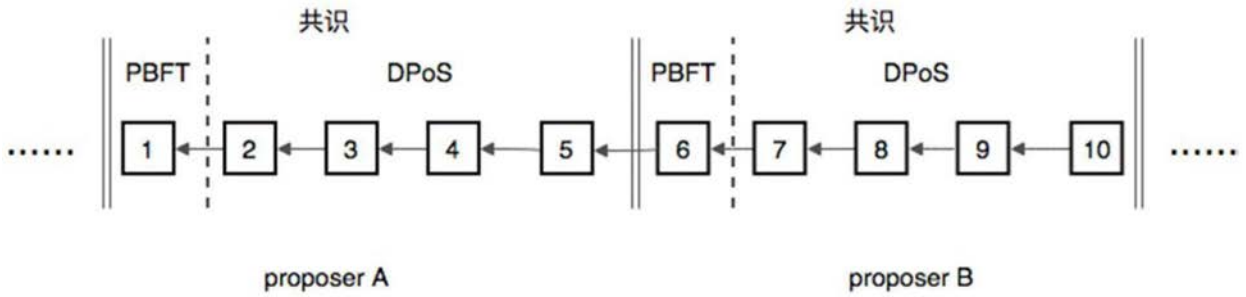 共识 共识
PBFT DPoS PBFT DPoS
...... 1 2 3 4 5 6 7 8 9 10 ......
proposer A proposer B